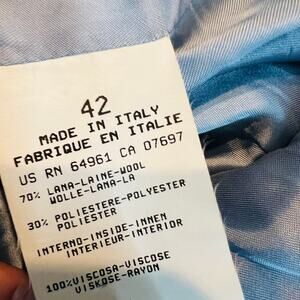 42
MADE IN ITALY
FABRIQUE EN ITALIE
US RN 64961 CA 07697
70% LANA-LAINE-WOOL
WOLLE-LANA-LA
30% POLIESTERE-POLYESTER
POLIESTER
INTERNO-INSIDE-INNEN
INTERIEUR-INTERIOR
100%VISCOSA-VISCOSE
VISKOSE-RAYON